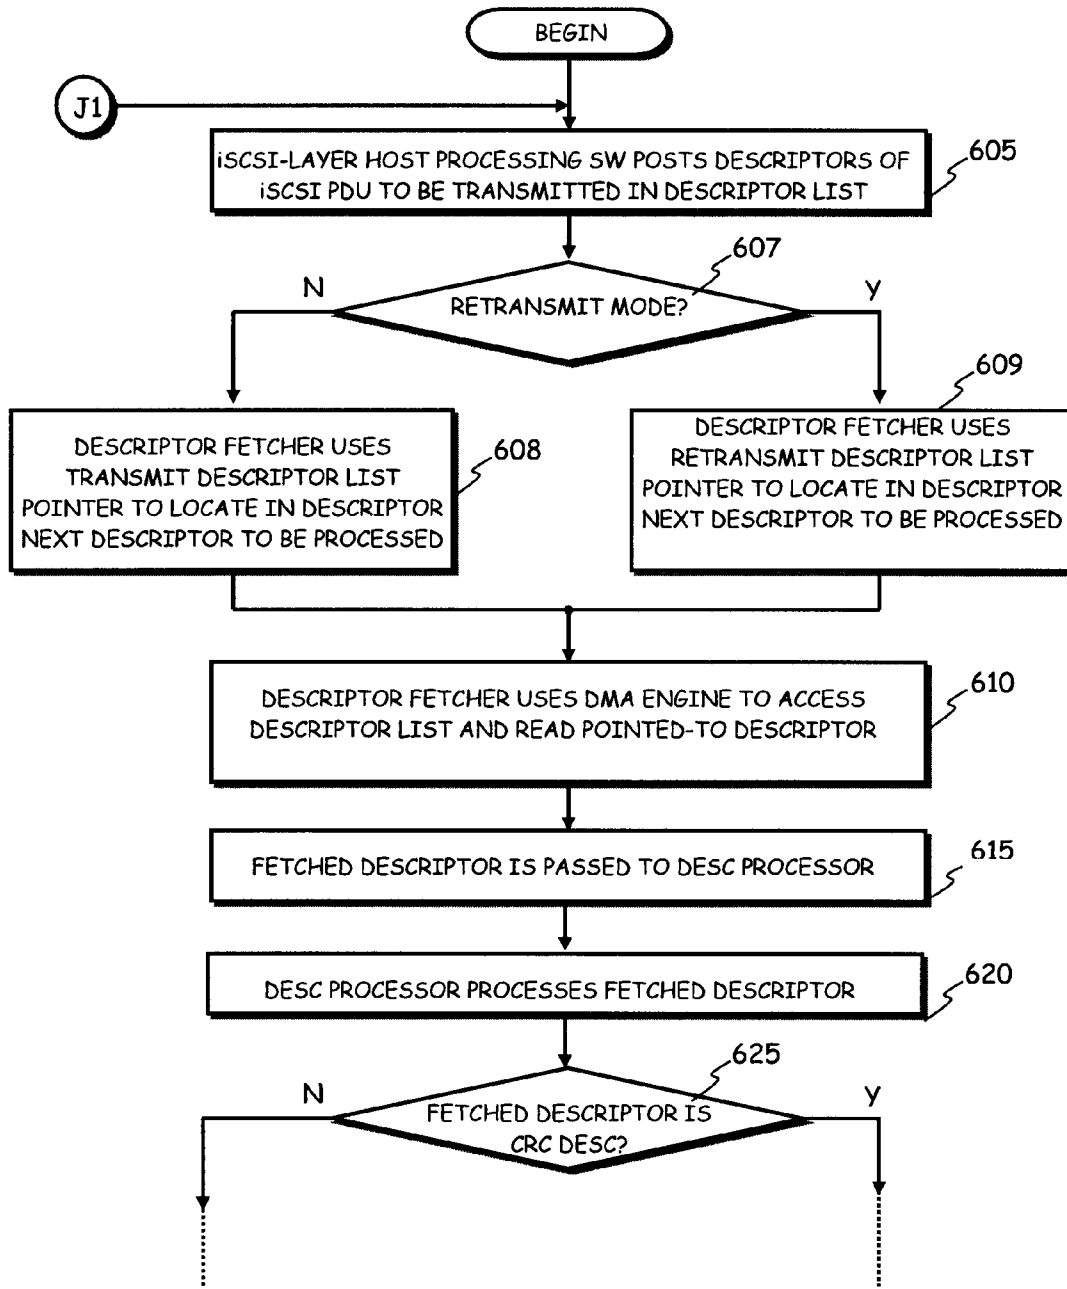 BEGIN
J1
iSCSI-LAYER HOST PROCESSING SW POSTS DESCRIPTORS OF
iSCSI PDU TO BE TRANSMITTED IN DESCRIPTOR LIST
605
607
N
Y
RETRANSMIT MODE?
609
DESCRIPTOR FETCHER USES
TRANSMIT DESCRIPTOR LIST
POINTER TO LOCATE IN DESCRIPTOR
NEXT DESCRIPTOR TO BE PROCESSED
608
DESCRIPTOR FETCHER USES
RETRANSMIT DESCRIPTOR LIST
POINTER TO LOCATE IN DESCRIPTOR
NEXT DESCRIPTOR TO BE PROCESSED
DESCRIPTOR FETCHER USES DMA ENGINE TO ACCESS
DESCRIPTOR LIST AND READ POINTED-TO DESCRIPTOR
610
FETCHED DESCRIPTOR IS PASSED TO DESC PROCESSOR
615
DESC PROCESSOR PROCESSES FETCHED DESCRIPTOR
620
625
N
Y
FETCHED DESCRIPTOR IS
CRC DESC?